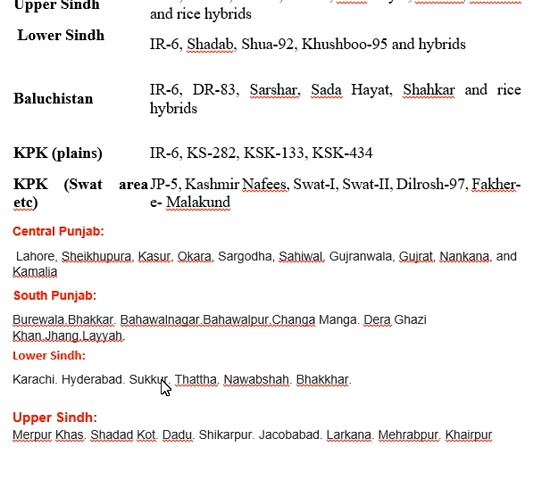 Upper Sindh
and rice hybrids
Lower Sindh
IR-6, Shadab, Shua-92, Khushboo-95 and hybrids
Baluchistan
IR-6, DR-83, Sarshar, Sada Hayat, Shahkar and rice
hybrids
KPK (plains) IR-6, KS-282, KSK-133, KSK-434
KPK (Swat area JP-5, Kashmir Nafees, Swat-I, Swat-II, Dilrosh-97, Fakher-
etc) e- Malakund
Central Punjab:
Lahore, Sheikhupura, Kasur, Okara, Sargodha, Sahiwal, Gujranwala, Gujrat, Nankana, and
Kamalia
South Punjab:
Burewala.Bhakkar. Bahawalnagar.Bahawalpur.Changa Manga. Dera Ghazi
Khan.Jhang.Layyah.
Lower Sindh:
Karachi. Hyderabad. Sukkur. Thattha. Nawabshah. Bhakkhar.
Upper Sindh:
Merpur Khas. Shadad Kot. Dadu. Shikarpur. Jacobabad. Larkana. Mehrabpur. Khairpur